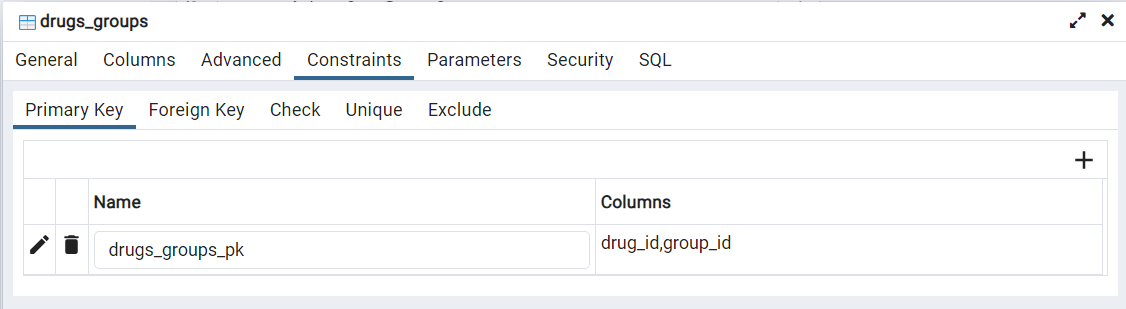 drugs_groups
General Columns Advanced Constraints Parameters Security SQL
Primary Key Foreign Key Check Unique Exclude
Name Columns
drugs_groups_pk drug_id,group_id